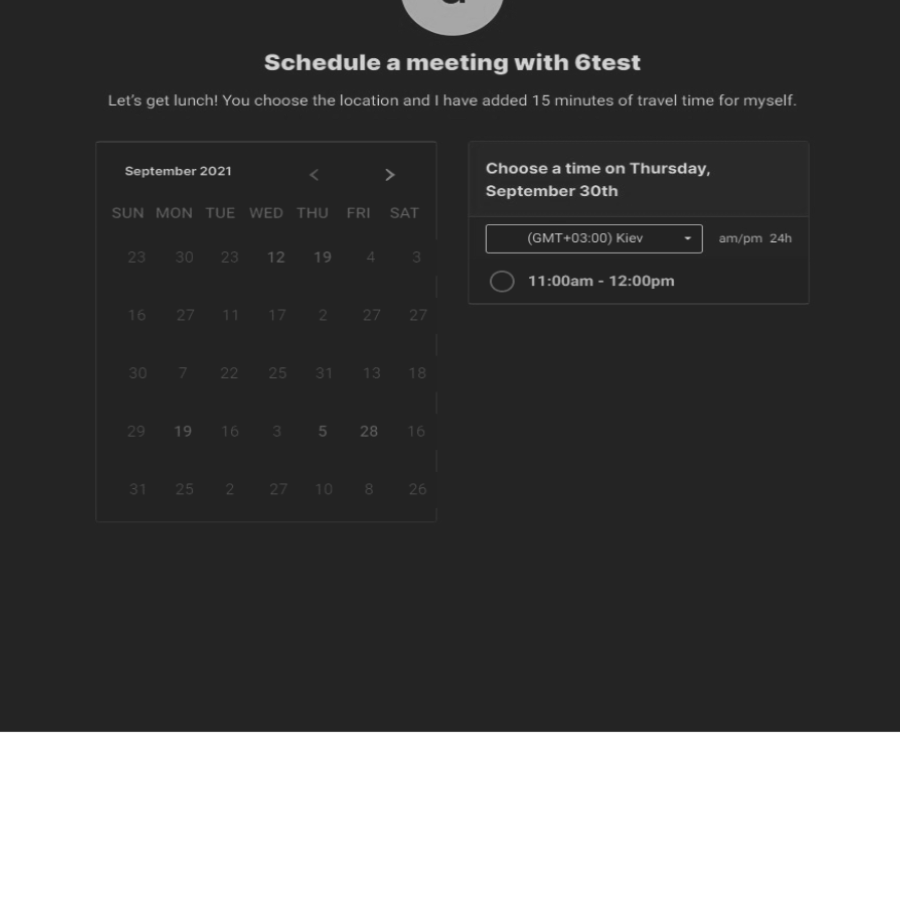 Schedule a meeting with 6test
Let's get lunch! You choose the location and I have added 15 minutes of travel time for myself.
September 2021 < >
SUN MON TUE WED THU FRI SAT
23 30 23 12 19 4 3
16 27 11 17 2 27 27
30 7 22 25 31 13 18
29 19 16 3 5 28 16
31 25 2 27 10 8 26
Choose a time on Thursday,
September 30th
(GMT+03:00) Kiev am/pm 24h
11:00am - 12:00pm